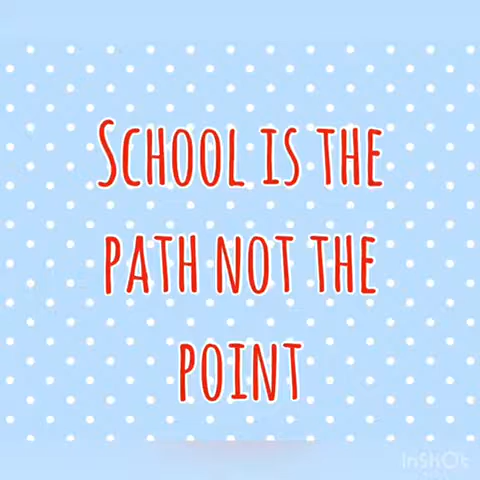 School is the
path not the
point
InShOt